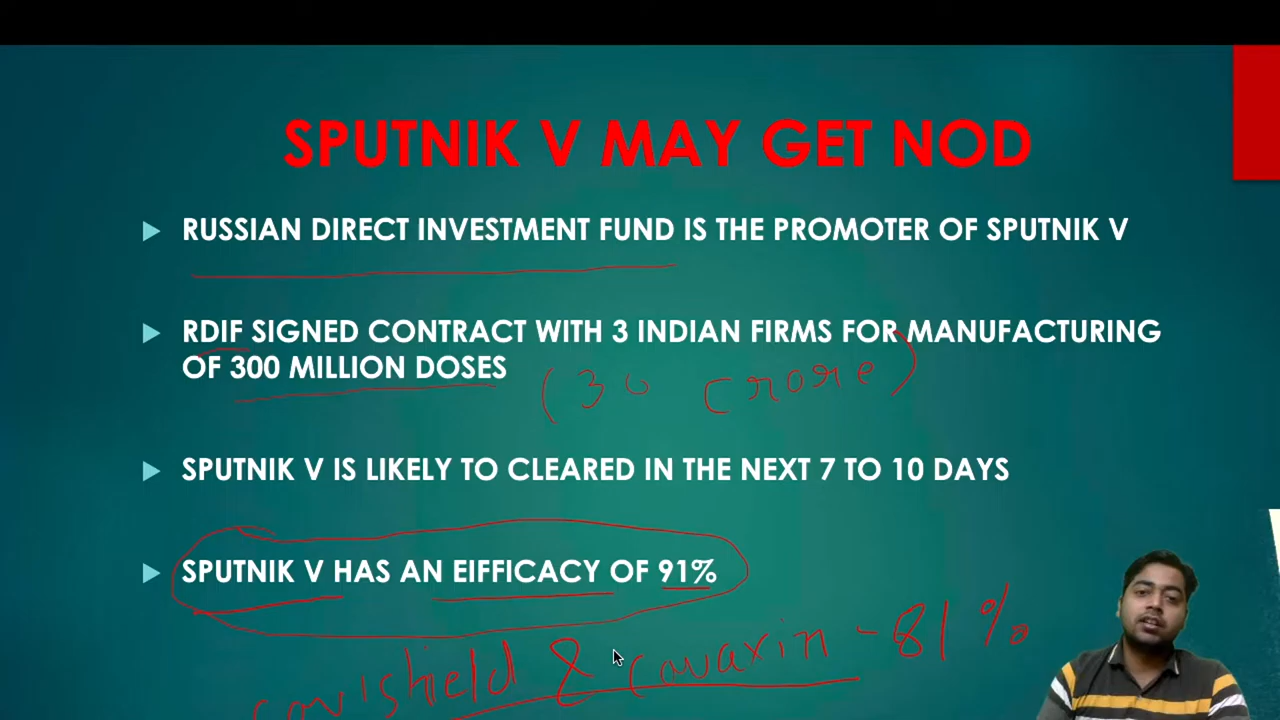 SPUTNIK V MAY GET NOD
RUSSIAN DIRECT INVESTMENT FUND IS THE PROMOTER OF SPUTNIK V
RDIF SIGNED CONTRACT WITH 3 INDIAN FIRMS FOR MANUFACTURING
OF 300 MILLION DOSES
(30 crore)
SPUTNIK V IS LIKELY TO CLEARED IN THE NEXT 7 TO 10 DAYS
SPUTNIK V HAS AN EIFFICACY OF 91%
covishield & covaxin - 81%